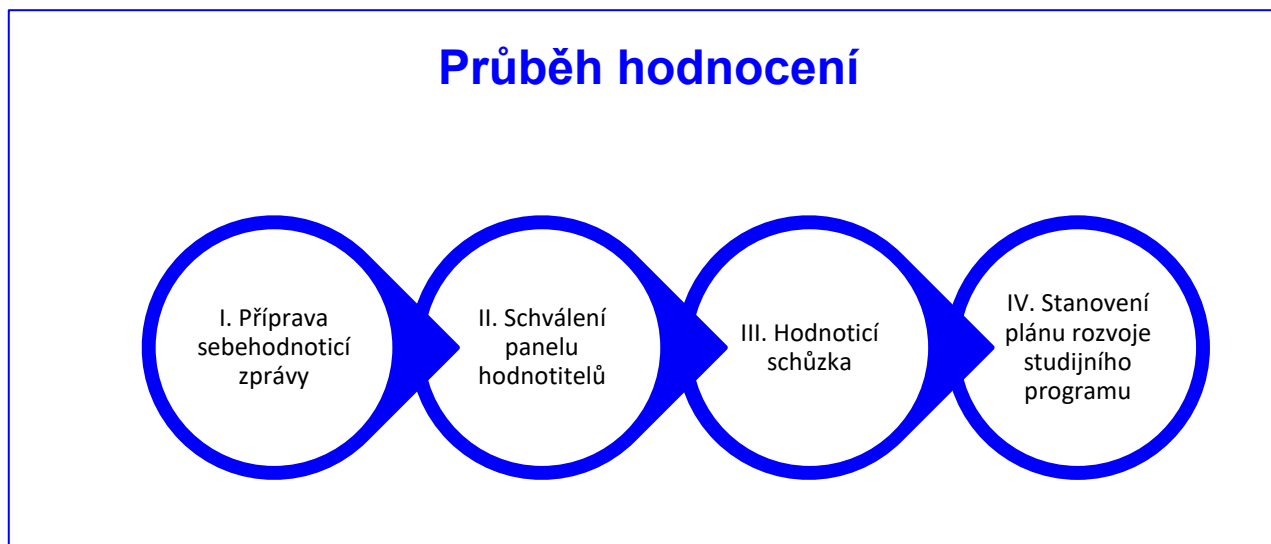 Průběh hodnocení
I. Příprava
sebehodnoticí
zprávy
II. Schválení
panelu
hodnotitelů
III. Hodnoticí
schůzka
IV. Stanovení
plánu rozvoje
studijního
programu